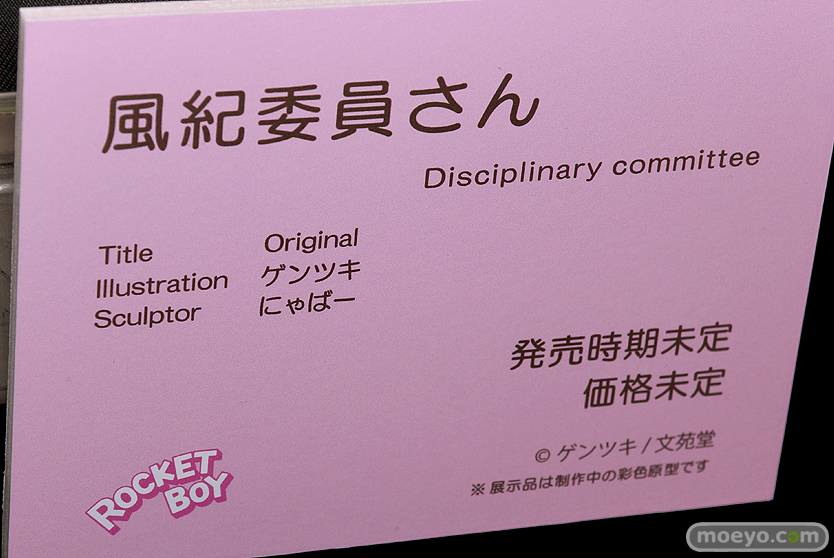 風紀委員さん
Disciplinary committee
Title Original
Illustration ゲンツキ
Sculptor にゃばー
発売時期未定
価格未定
© ゲンツキ / 文苑堂
※ 展示品は制作中の彩色原型です
ROCKET
BOY
moeyo.com